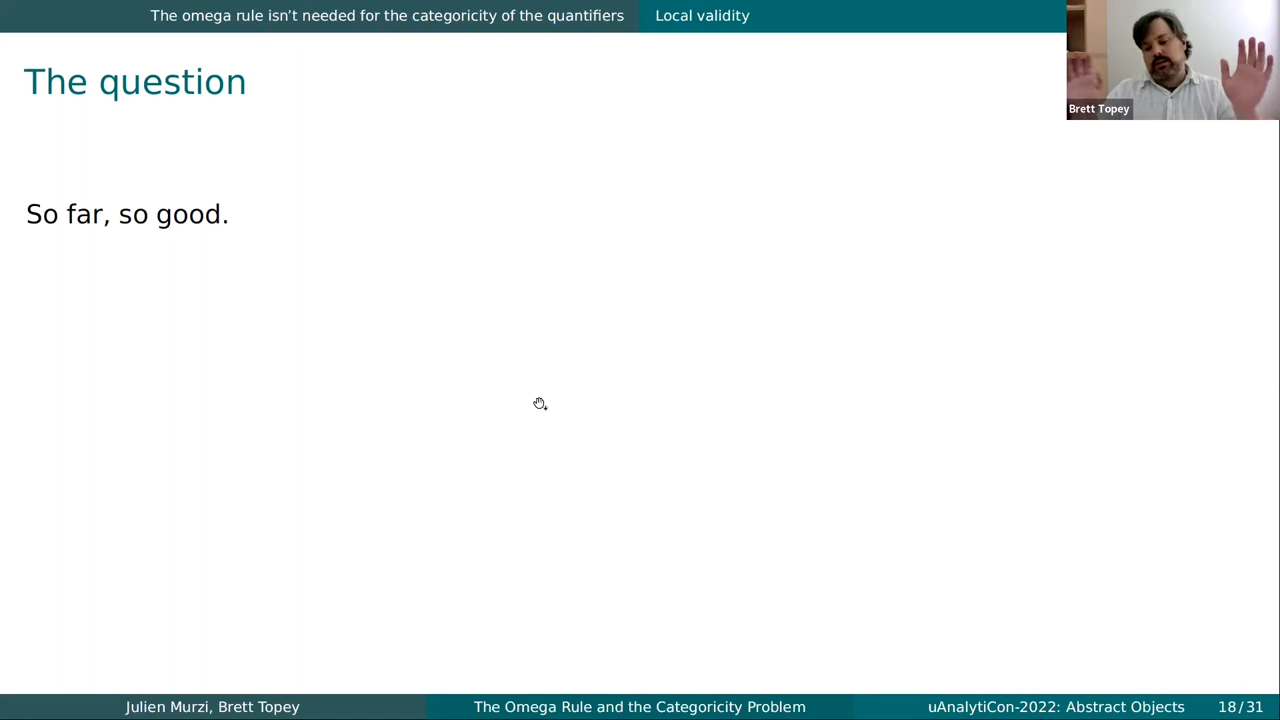 The omega rule isn't needed for the categoricity of the quantifiers
Local validity
The question
Brett Topey
So far, so good.
Julien Murzi, Brett Topey
The Omega Rule and the Categoricity Problem
uAnalytiCon-2022: Abstract Objects
18/31